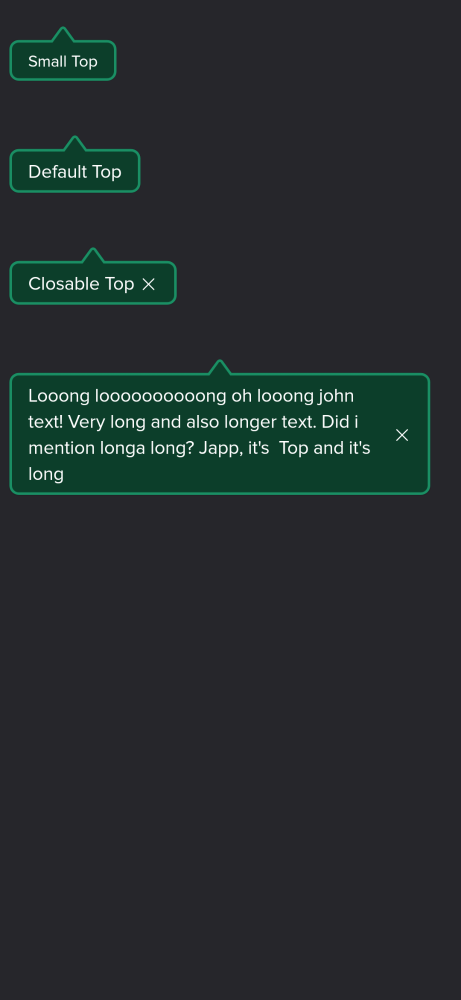 Small Top
Default Top
Closable Top
Looong looooooooooong oh looong john
text! Very long and also longer text. Did i
mention longa long? Japp, it's  Top and it's
long